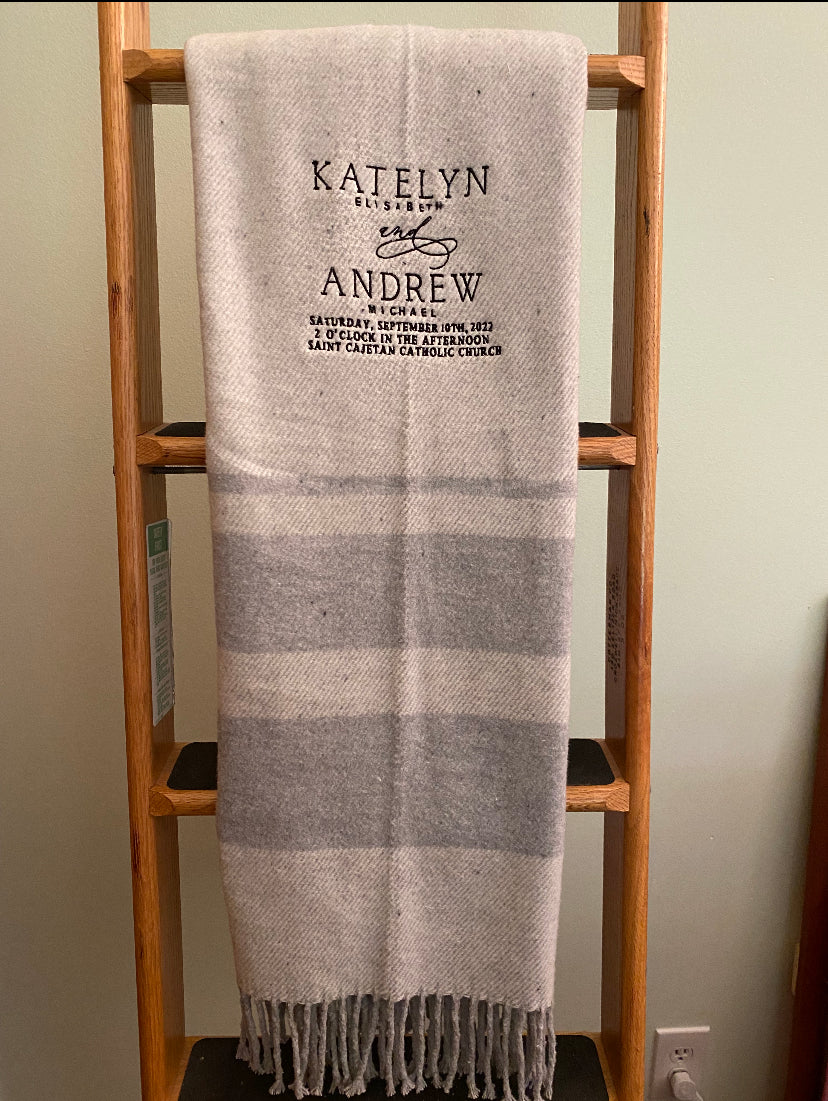 KATELYN
ELISABETH
and
ANDREW
MICHAEL
SATURDAY, SEPTEMBER 10TH, 2022
2 O'CLOCK IN THE AFTERNOON
SAINT CAJETAN CATHOLIC CHURCH